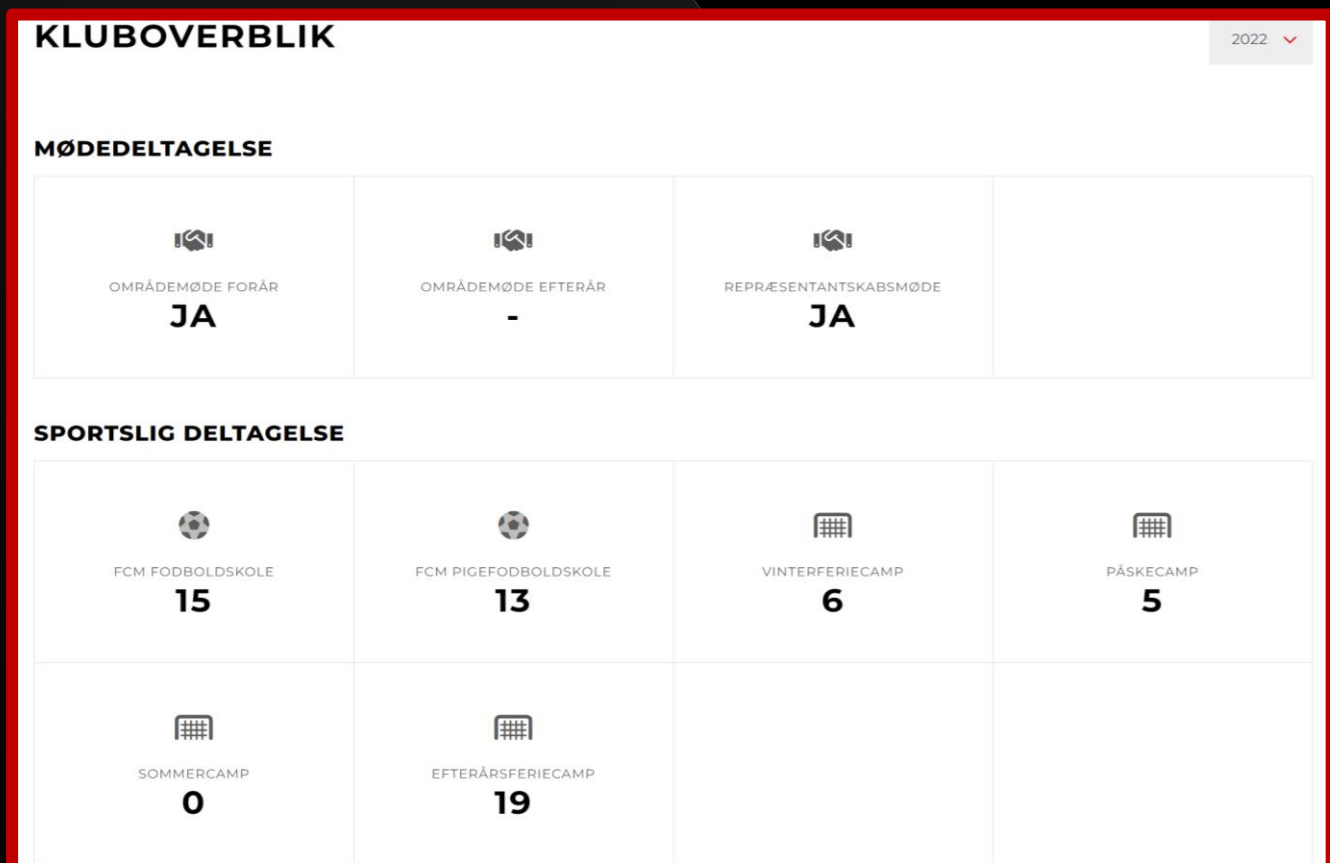 KLUBOVERBLIK
2022
MØDEDELTAGELSE
OMRÅDEMØDE FORÅR
JA
OMRÅDEMØDE EFTERÅR
-
REPRÆSENTANTSKABSMØDE
JA
SPORTSLIG DELTAGELSE
FCM FODBOLDSKOLE
15
FCM PIGEFODBOLDSKOLE
13
VINTERFERIECAMP
6
PÅSKECAMP
5
SOMMERCAMP
0
EFTERÅRSFERIECAMP
19